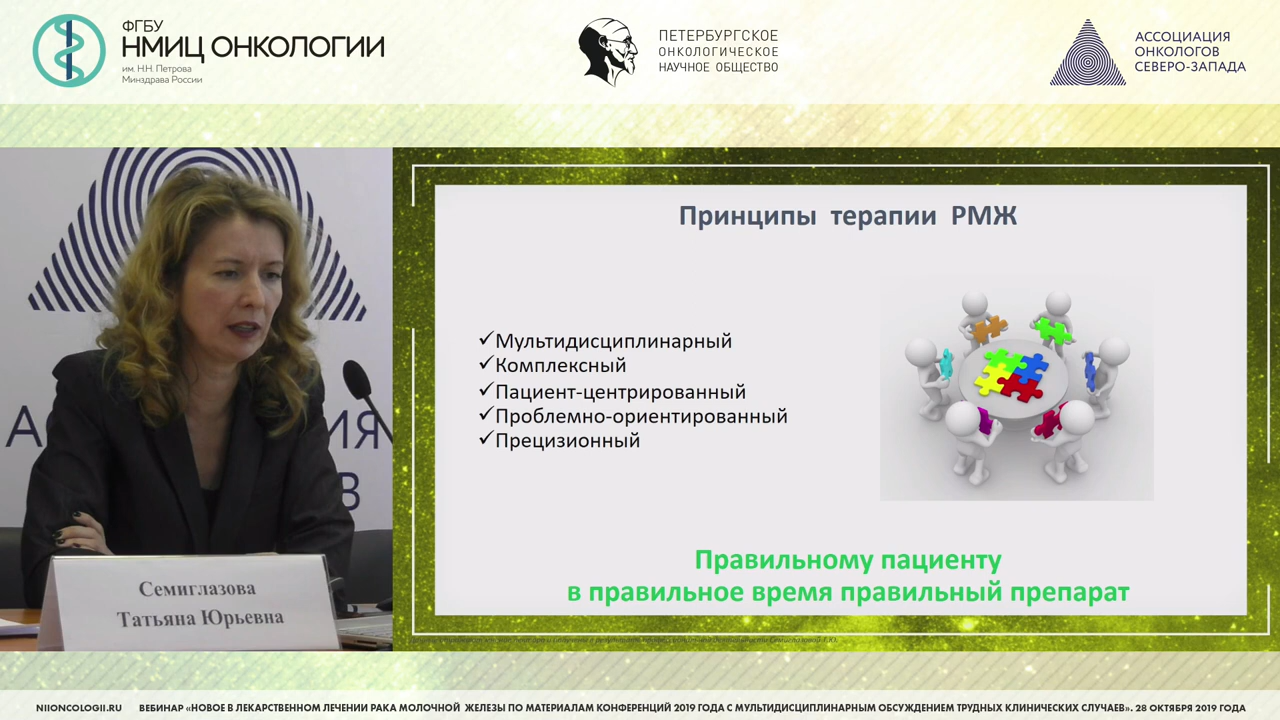 ФГБУ
НМИЦ ОНКОЛОГИИ
им. Н.Н. Петрова
Минздрава России
ПЕТЕРБУРГСКОЕ
ОНКОЛОГИЧЕСКОЕ
НАУЧНОЕ ОБЩЕСТВО
АССОЦИАЦИЯ
ОНКОЛОГОВ
СЕВЕРО-ЗАПАДА
Принципы терапии РМЖ
✓Мультидисциплинарный
✓Комплексный
✓Пациент-центрированный
✓Проблемно-ориентированный
✓Прецизионный
Правильному пациенту
в правильное время правильный препарат
Семиглазова
Татьяна Юрьевна
NIIONCOLOGII.RU ВЕБИНАР «НОВОЕ В ЛЕКАРСТВЕННОМ ЛЕЧЕНИИ РАКА МОЛОЧНОЙ ЖЕЛЕЗЫ ПО МАТЕРИАЛАМ КОНФЕРЕНЦИЙ 2019 ГОДА С МУЛЬТИДИСЦИПЛИНАРНЫМ ОБСУЖДЕНИЕМ ТРУДНЫХ КЛИНИЧЕСКИХ СЛУЧАЕВ». 28 ОКТЯБРЯ 2019 ГОДА